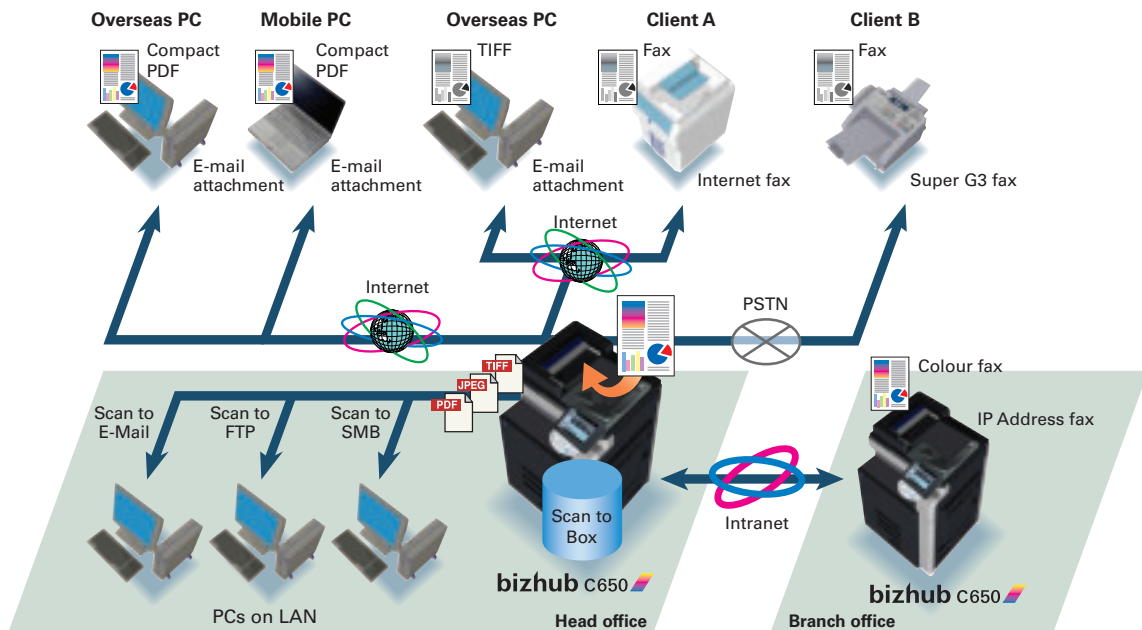 Overseas PC
Mobile PC
Overseas PC
Client A
Client B
Compact
PDF
Compact
PDF
TIFF
Fax
Fax
E-mail
attachment
E-mail
attachment
E-mail
attachment
Internet fax
Super G3 fax
Internet
Internet
PSTN
TIFF
JPEG
PDF
Colour fax
IP Address fax
Scan to
E-Mail
Scan to
FTP
Scan to
SMB
Scan to
Box
Intranet
bizhub C650
bizhub C650
PCs on LAN
Head office
Branch office